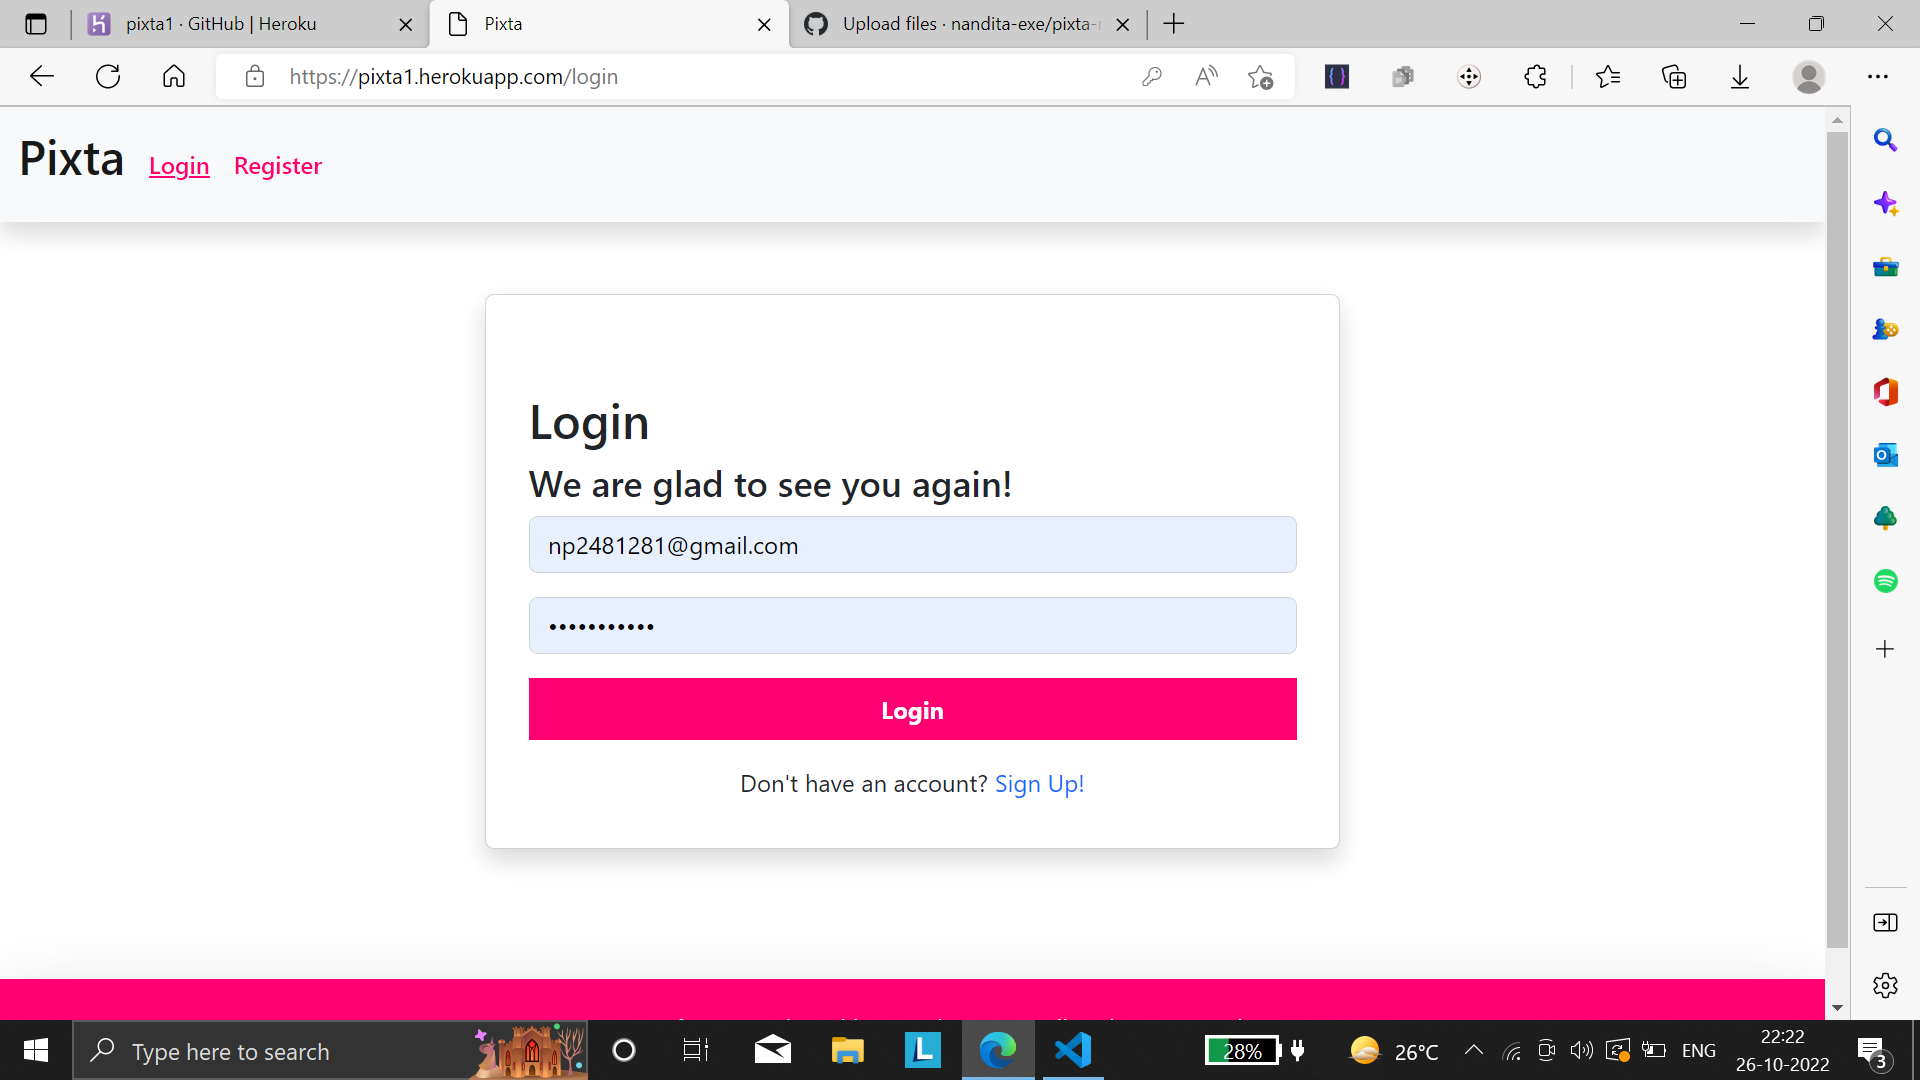 pixta1 · GitHub | Heroku
Pixta
Upload files · nandita-exe/pixta-
https://pixta1.herokuapp.com/login
Pixta
Login
Register
Login
We are glad to see you again!
np2481281@gmail.com
•••••••••••
Login
Don't have an account? Sign Up!
Type here to search
28%
26°C
ENG
22:22
26-10-2022
3